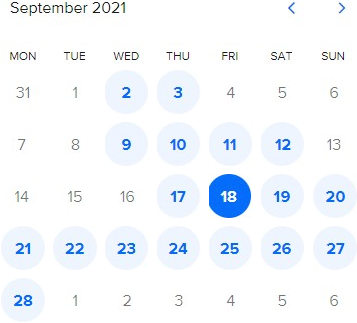 September 2021
MON TUE WED THU FRI SAT SUN
31 1 2 3 4 5 6
7 8 9 10 11 12 13
14 15 16 17 18 19 20
21 22 23 24 25 26 27
28 1 2 3 4 5 6